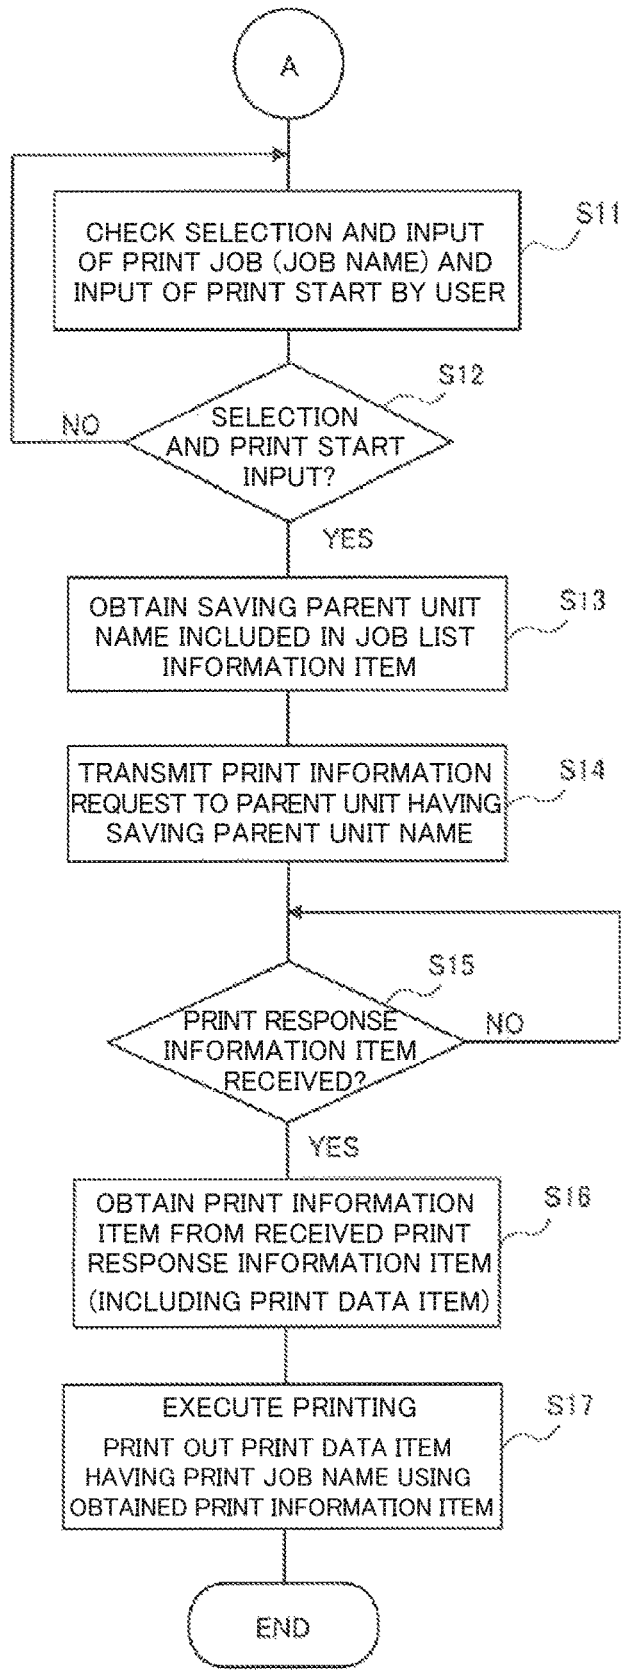 A
S11
CHECK SELECTION AND INPUT
OF PRINT JOB (JOB NAME) AND
INPUT OF PRINT START BY USER
S12
SELECTION
AND PRINT START
INPUT?
NO
YES
S13
OBTAIN SAVING PARENT UNIT
NAME INCLUDED IN JOB LIST
INFORMATION ITEM
S14
TRANSMIT PRINT INFORMATION
REQUEST TO PARENT UNIT HAVING
SAVING PARENT UNIT NAME
S15
PRINT RESPONSE
INFORMATION ITEM
RECEIVED?
NO
YES
S16
OBTAIN PRINT INFORMATION
ITEM FROM RECEIVED PRINT
RESPONSE INFORMATION ITEM
(INCLUDING PRINT DATA ITEM)
S17
EXECUTE PRINTING
PRINT OUT PRINT DATA ITEM
HAVING PRINT JOB NAME USING
OBTAINED PRINT INFORMATION ITEM
END